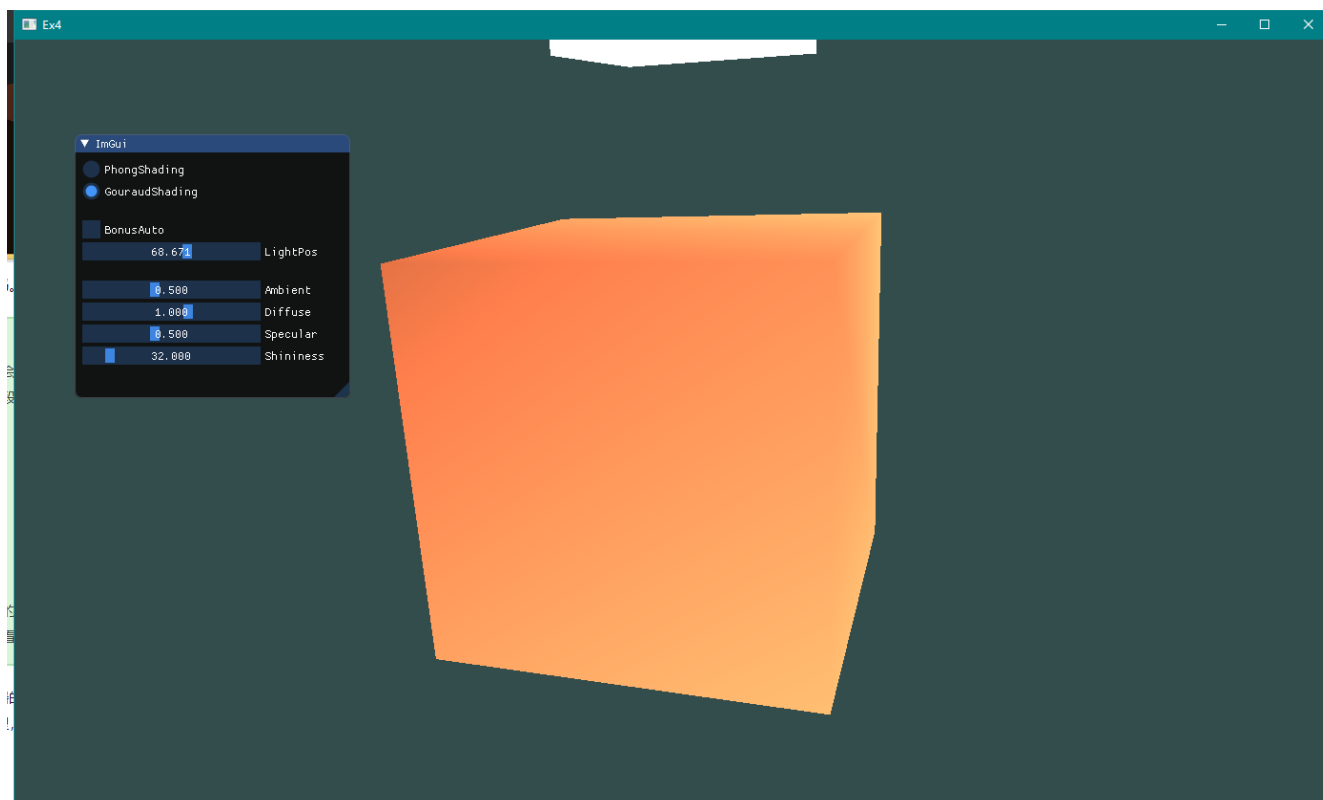 Ex4
ImGui
PhongShading
GouraudShading
BonusAuto
68.671 LightPos
0.500 Ambient
1.000 Diffuse
0.500 Specular
32.000 Shininess